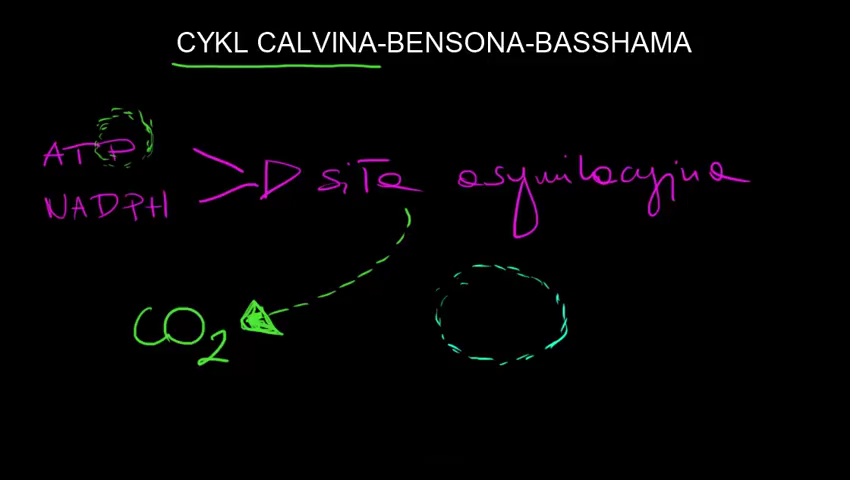 CYKL CALVINA-BENSONA-BASSHAMA
ATP
NADPH
siła asymilacyjna
CO2